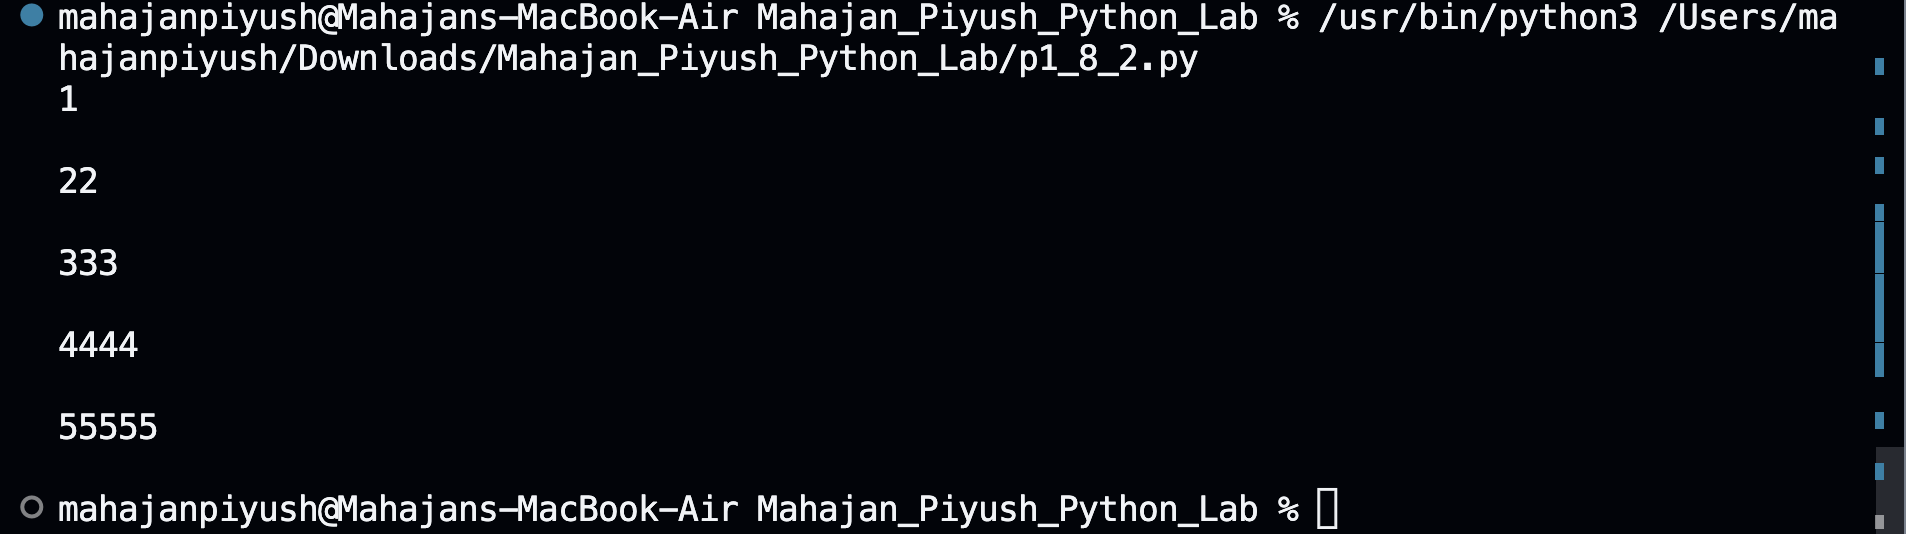 mahajanpiyush@Mahajans-MacBook-Air Mahajan_Piyush_Python_Lab % /usr/bin/python3 /Users/ma
hajanpiyush/Downloads/Mahajan_Piyush_Python_Lab/p1_8_2.py
1
22
333
4444
55555
mahajanpiyush@Mahajans-MacBook-Air Mahajan_Piyush_Python_Lab %